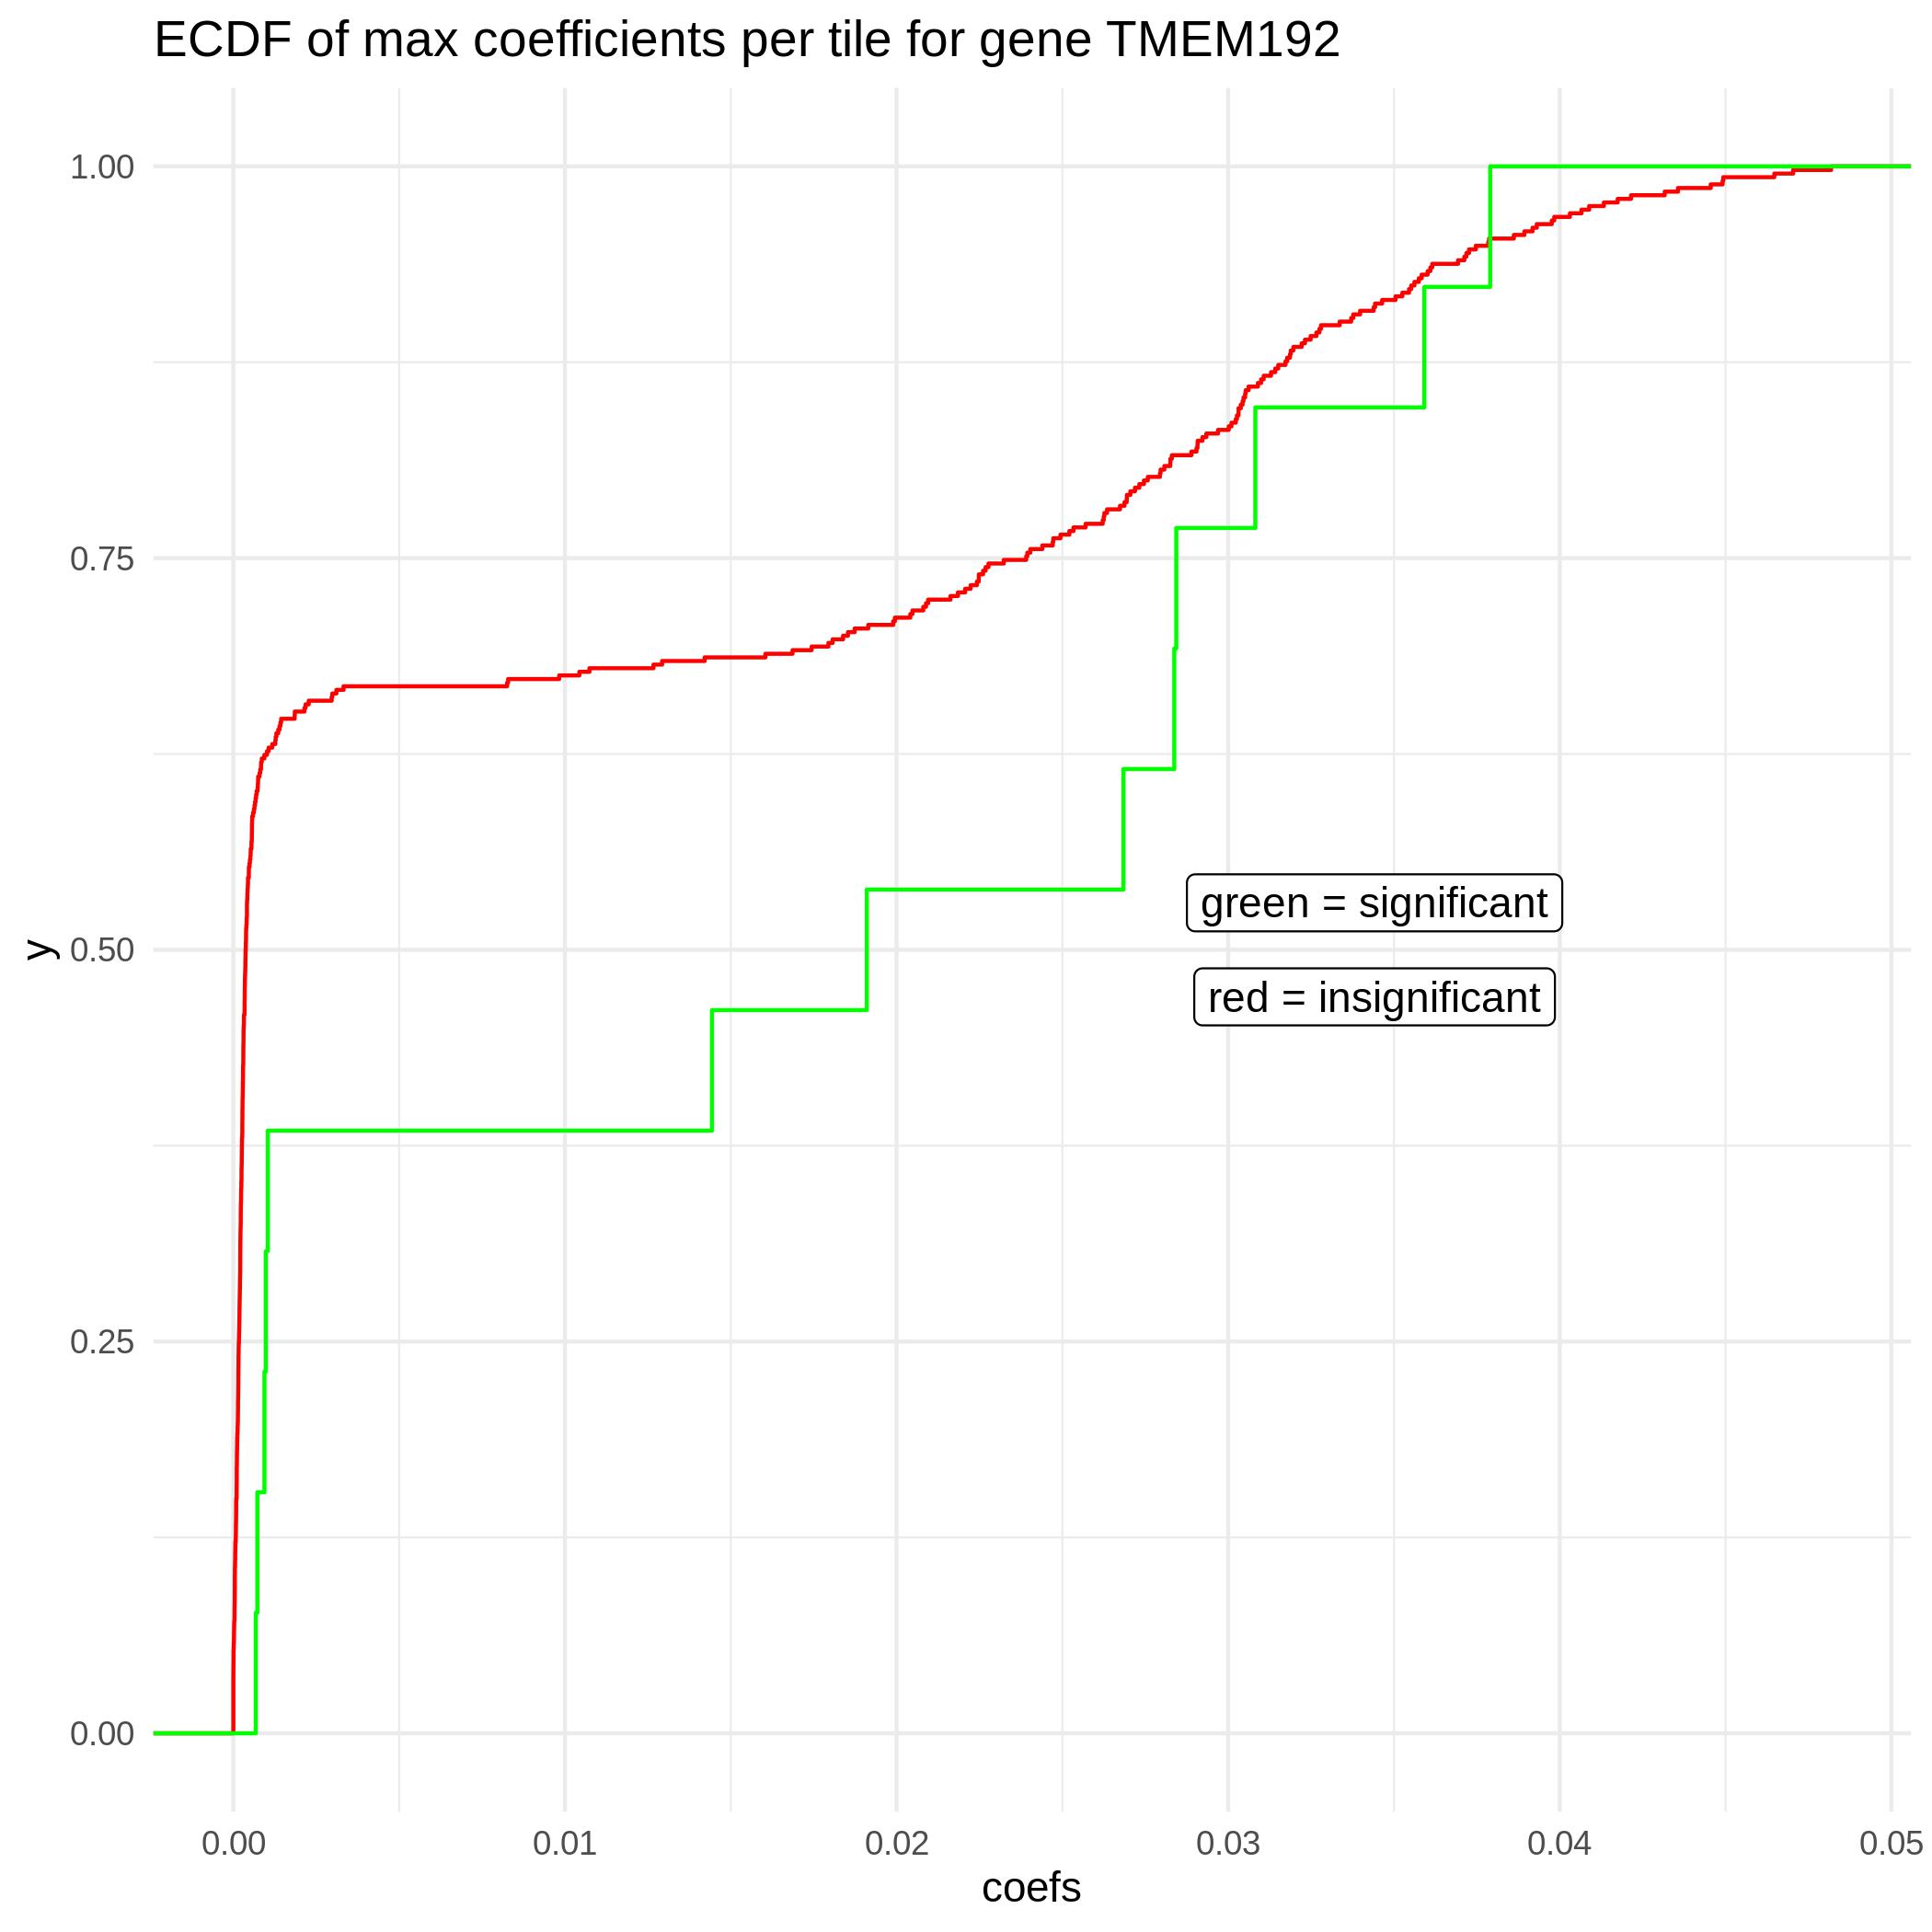 ECDF of max coefficients per tile for gene TMEM192
1.00
0.75
0.50
0.25
0.00
y
green = significant
red = insignificant
0.00 0.01 0.02 0.03 0.04 0.05
coefs